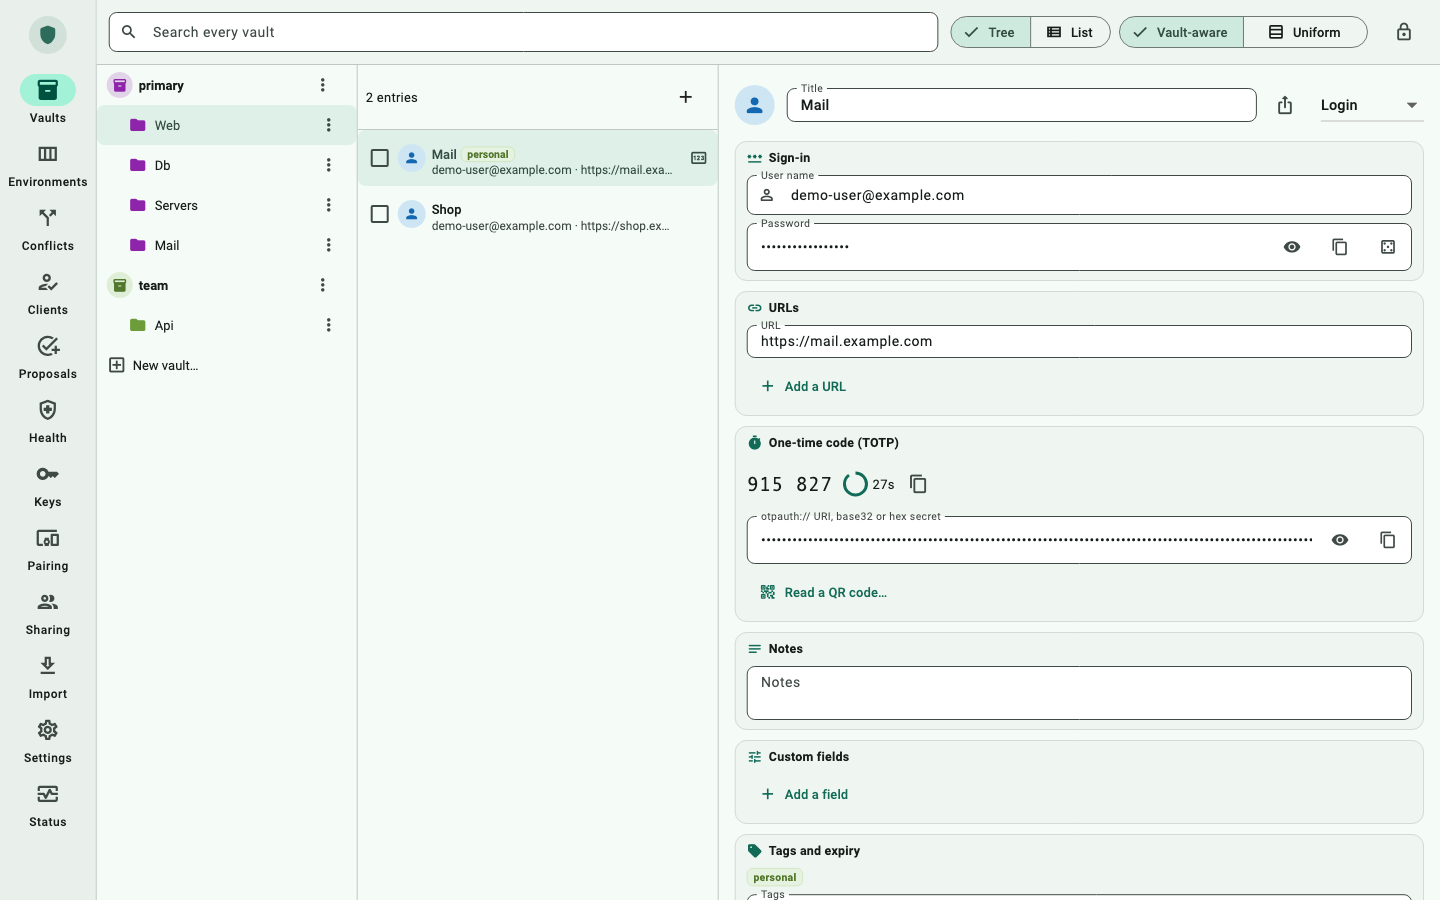 Search every vault
Tree
List
Vault-aware
Uniform
Vaults
Environments
Conflicts
Clients
Proposals
Health
Keys
Pairing
Sharing
Import
Settings
Status
primary
Web
Db
Servers
Mail
team
Api
New vault…
2 entries
Mail personal
demo-user@example.com · https://mail.exa…
123
Shop
demo-user@example.com · https://shop.ex…
Title
Mail
Login
Sign-in
User name
demo-user@example.com
Password
•••••••••••••••••
URLs
URL
https://mail.example.com
Add a URL
One-time code (TOTP)
915 827
27s
otpauth:// URI, base32 or hex secret
Read a QR code…
Notes
Notes
Custom fields
Add a field
Tags and expiry
personal
Tags